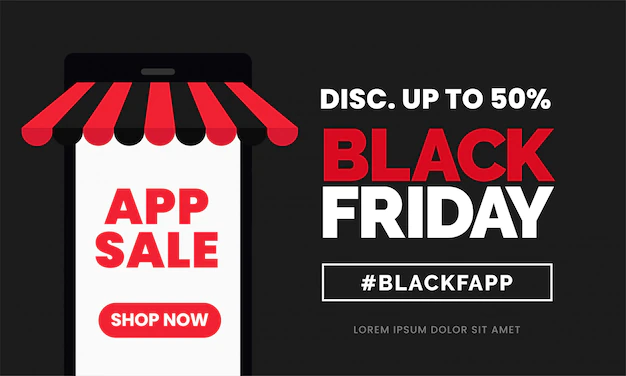 APP
SALE
SHOP NOW
DISC. UP TO 50%
BLACK
FRIDAY
#BLACKFAPP
LOREM IPSUM DOLOR SIT AMET